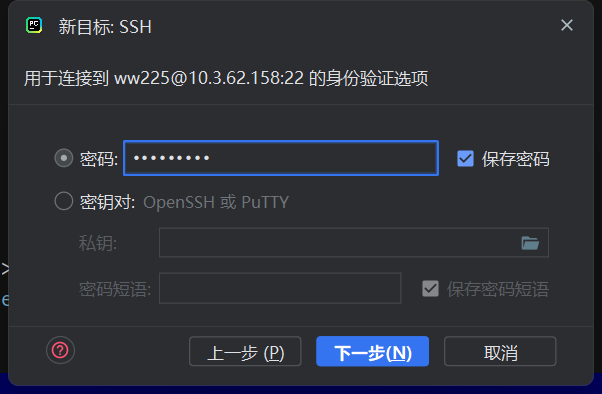 PC
新目标: SSH
用于连接到 ww225@10.3.62.158:22 的身份验证选项
密码: ••••••••• 保存密码
密钥对: OpenSSH 或 PuTTY
私钥:
密码短语: 保存密码短语
>
e
? 上一步 (P) 下一步(N) 取消